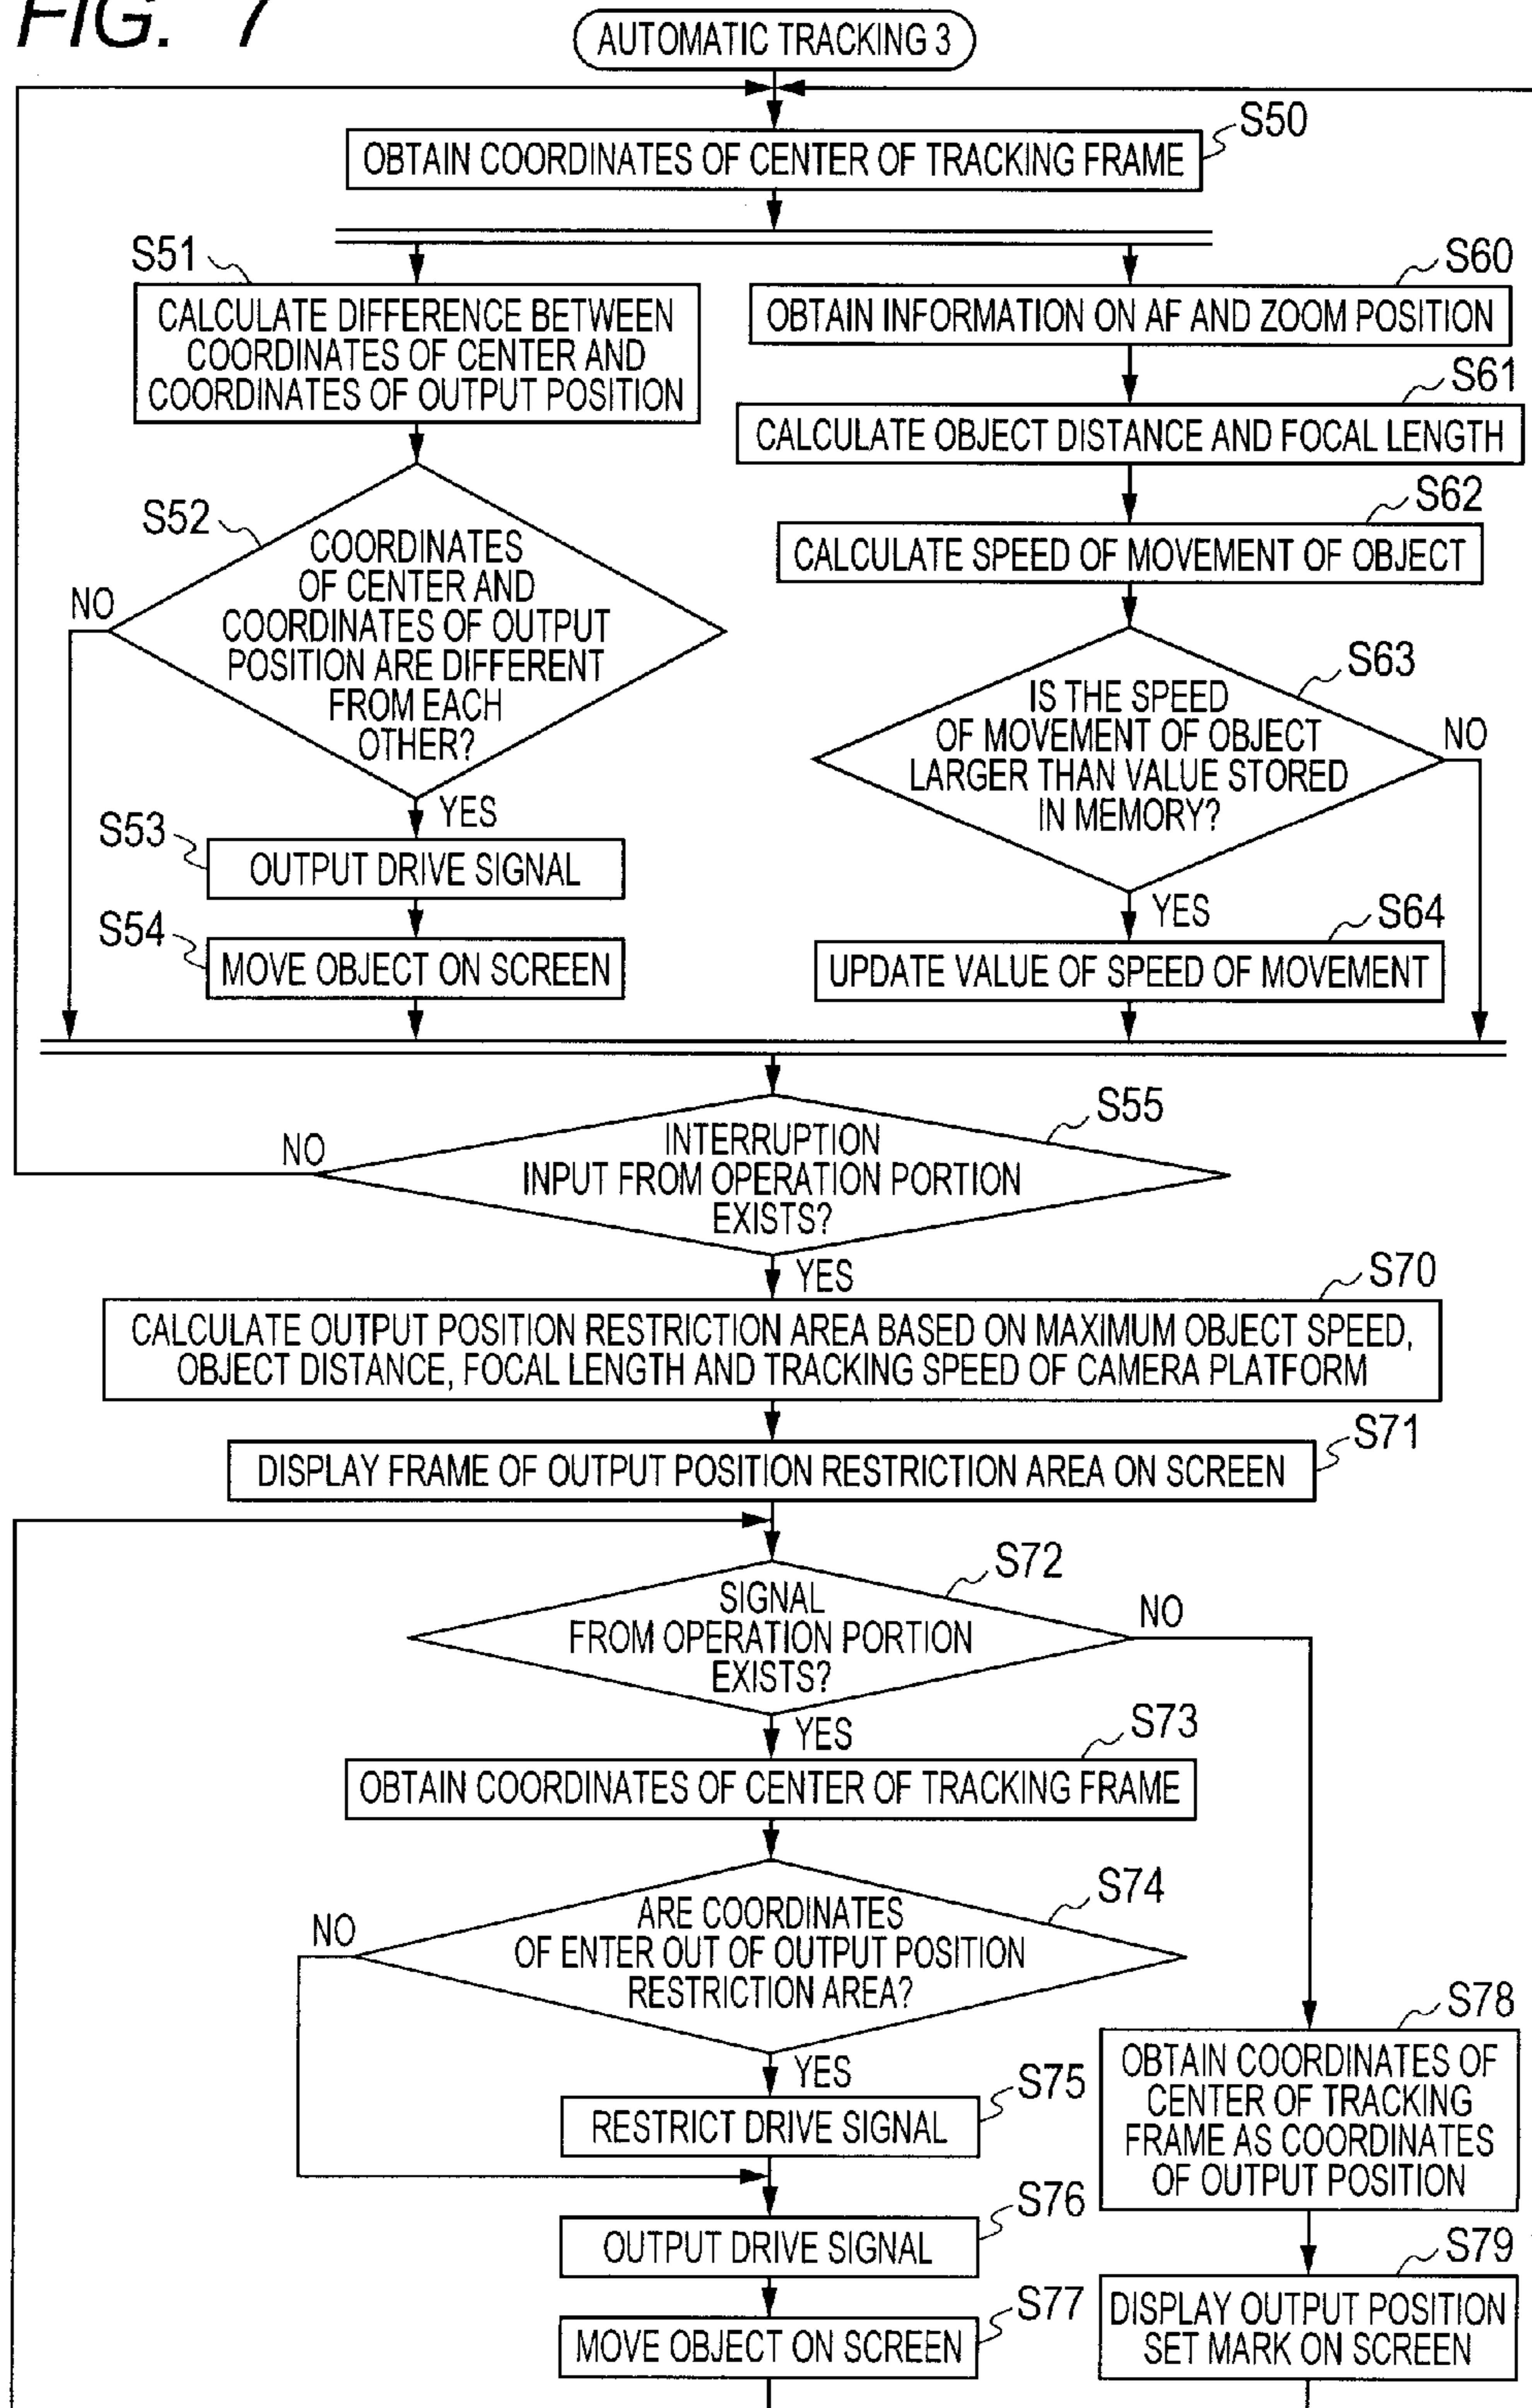 FIG. 7
AUTOMATIC TRACKING 3
S50
OBTAIN COORDINATES OF CENTER OF TRACKING FRAME
S51
CALCULATE DIFFERENCE BETWEEN
COORDINATES OF CENTER AND
COORDINATES OF OUTPUT POSITION
S52
COORDINATES
OF CENTER AND
COORDINATES OF OUTPUT
POSITION ARE DIFFERENT
FROM EACH
OTHER?
NO
YES
S53
OUTPUT DRIVE SIGNAL
S54
MOVE OBJECT ON SCREEN
S60
OBTAIN INFORMATION ON AF AND ZOOM POSITION
S61
CALCULATE OBJECT DISTANCE AND FOCAL LENGTH
S62
CALCULATE SPEED OF MOVEMENT OF OBJECT
S63
IS THE SPEED
OF MOVEMENT OF OBJECT
LARGER THAN VALUE STORED
IN MEMORY?
NO
YES
S64
UPDATE VALUE OF SPEED OF MOVEMENT
S55
INTERRUPTION
INPUT FROM OPERATION PORTION
EXISTS?
NO
YES
S70
CALCULATE OUTPUT POSITION RESTRICTION AREA BASED ON MAXIMUM OBJECT SPEED,
OBJECT DISTANCE, FOCAL LENGTH AND TRACKING SPEED OF CAMERA PLATFORM
S71
DISPLAY FRAME OF OUTPUT POSITION RESTRICTION AREA ON SCREEN
S72
SIGNAL
FROM OPERATION PORTION
EXISTS?
NO
YES
S73
OBTAIN COORDINATES OF CENTER OF TRACKING FRAME
S74
ARE COORDINATES
OF ENTER OUT OF OUTPUT POSITION
RESTRICTION AREA?
NO
YES
S75
RESTRICT DRIVE SIGNAL
S76
OUTPUT DRIVE SIGNAL
S77
MOVE OBJECT ON SCREEN
S78
OBTAIN COORDINATES OF
CENTER OF TRACKING
FRAME AS COORDINATES
OF OUTPUT POSITION
S79
DISPLAY OUTPUT POSITION
SET MARK ON SCREEN